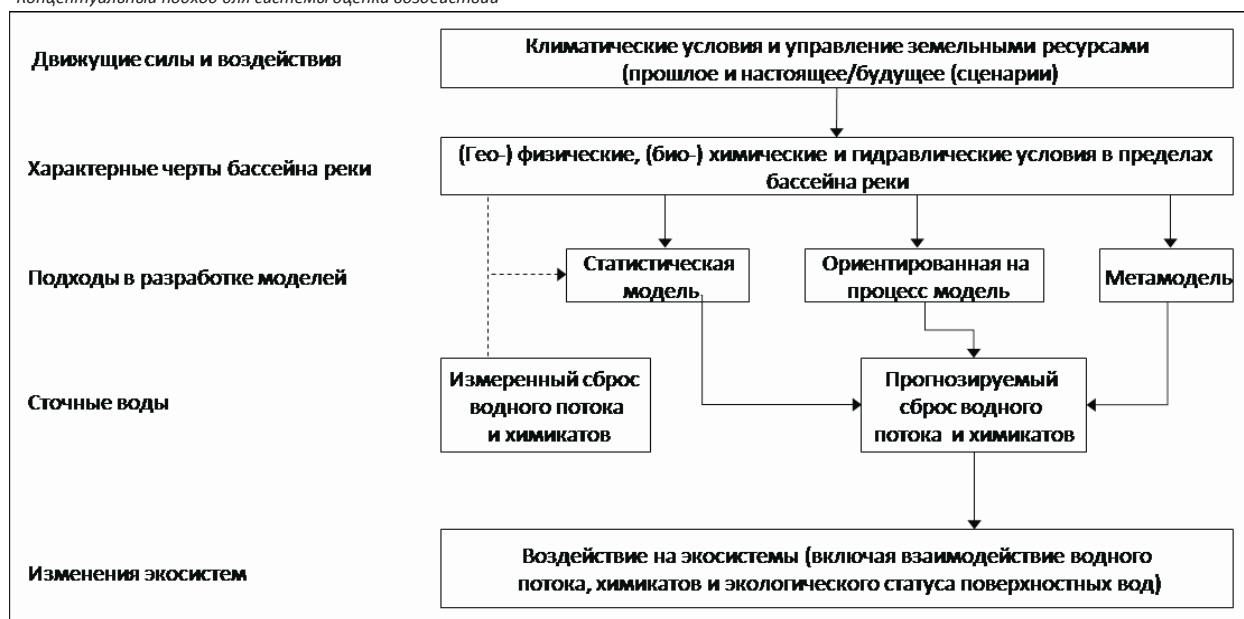 Концептуальный подход для системы оценки воздействий
Движущие силы и воздействия
Климатические условия и управление земельными ресурсами
(прошлое и настоящее/будущее (сценарии)
Характерные черты бассейна реки
(Гео-) физические, (био-) химические и гидравлические условия в пределах
бассейна реки
Подходы в разработке моделей
Статистическая
модель
Ориентированная на
процесс модель
Метамодель
Сточные воды
Измеренный сброс
водного потока
и химикатов
Прогнозируемый
сброс водного
потока и химикатов
Изменения экосистем
Воздействие на экосистемы (включая взаимодействие водного
потока, химикатов и экологического статуса поверхностных вод)